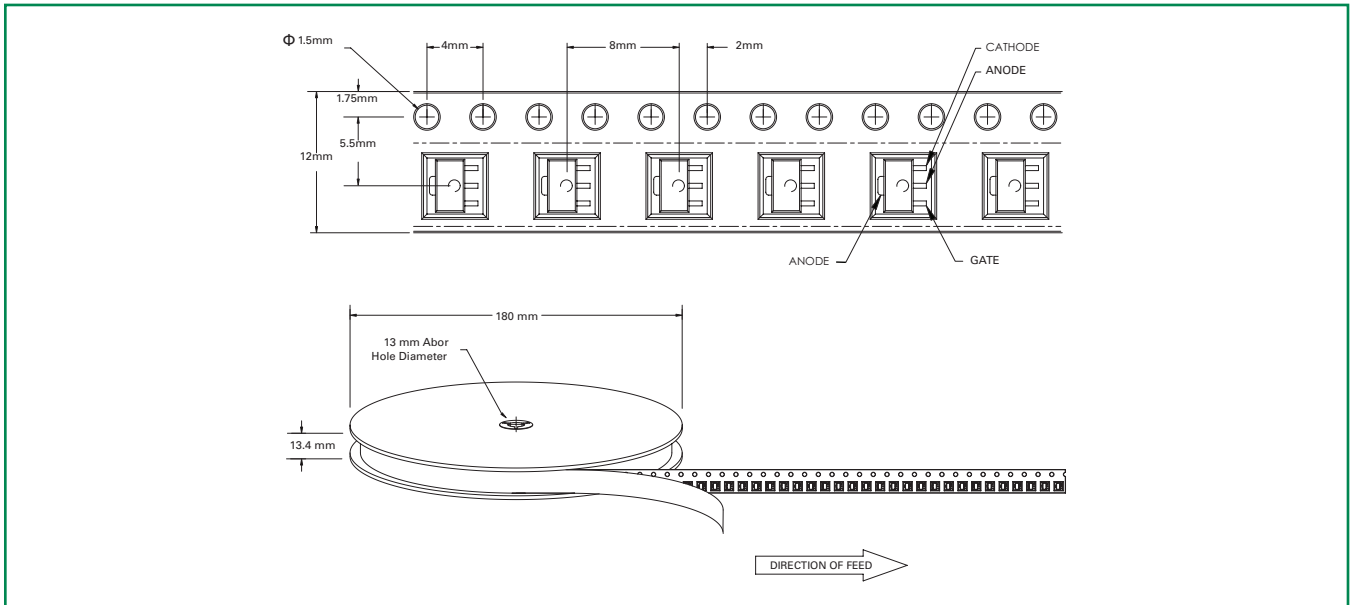 Φ 1.5mm
4mm
8mm
2mm
CATHODE
ANODE
1.75mm
5.5mm
12mm
ANODE
GATE
180 mm
13 mm Abor
Hole Diameter
13.4 mm
DIRECTION OF FEED